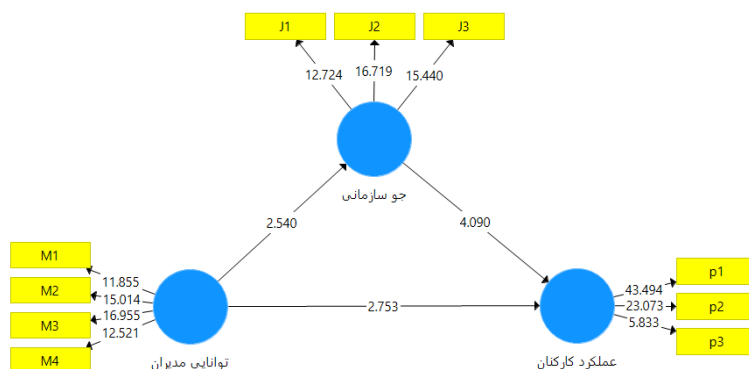 J1 J2 J3
12.724 16.719 15.440
جو سازمانی
2.540 4.090
M1
M2
M3
M4
11.855
15.014
16.955
12.521
توانایی مدیران
2.753
43.494
23.073
5.833
p1
p2
p3
عملکرد کارکنان